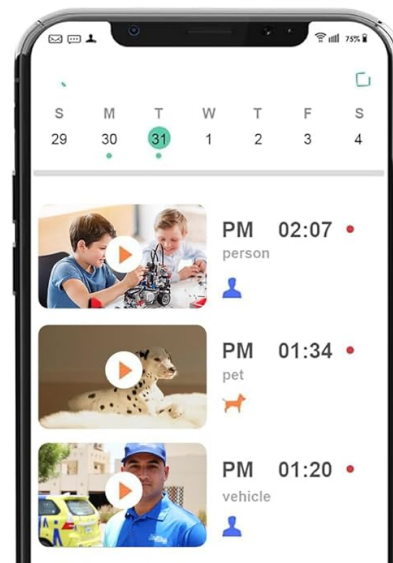 75%
S M T W T F S
29 30 31 1 2 3 4
PM 02:07
person
PM 01:34
pet
PM 01:20
vehicle